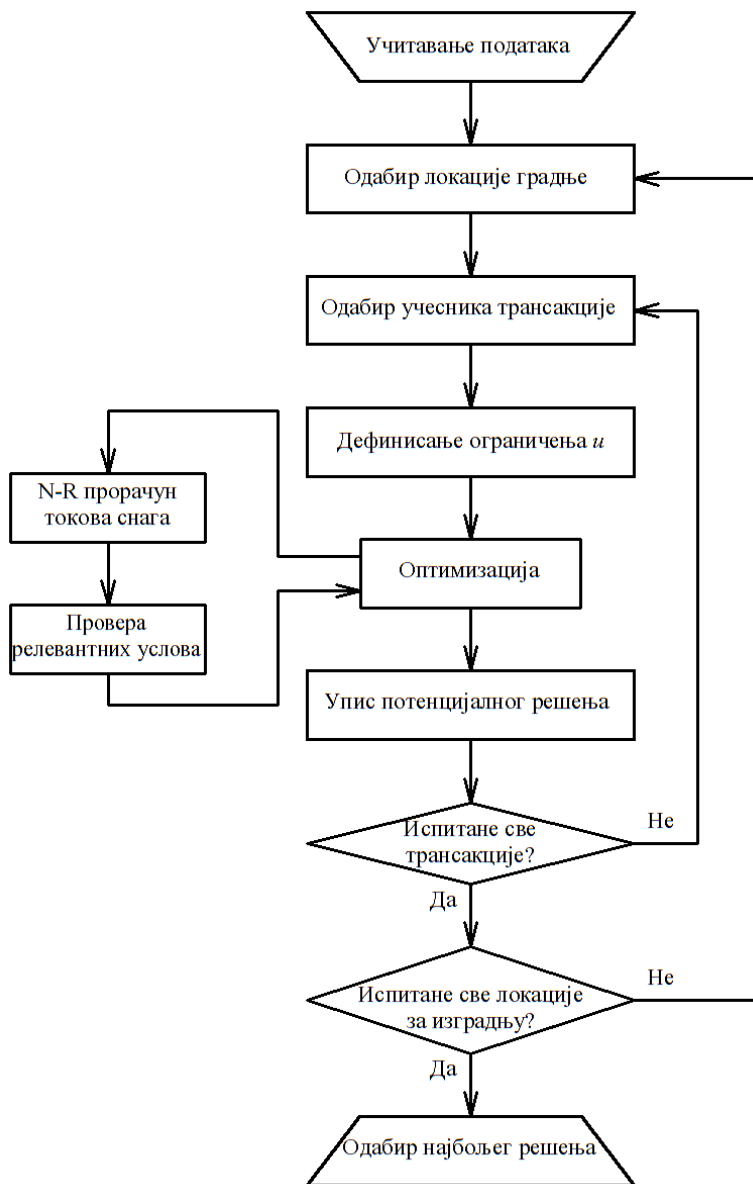 Учитавање података
Одабир локације градње
Одабир учесника трансакције
Дефинисање ограничења u
N-R прорачун
токова снага
Оптимизација
Провера
релевантних услова
Упис потенцијалног решења
Испитане све
трансакције?
Не
Да
Испитане све локације
за изградњу?
Не
Да
Одабир најбољег решења